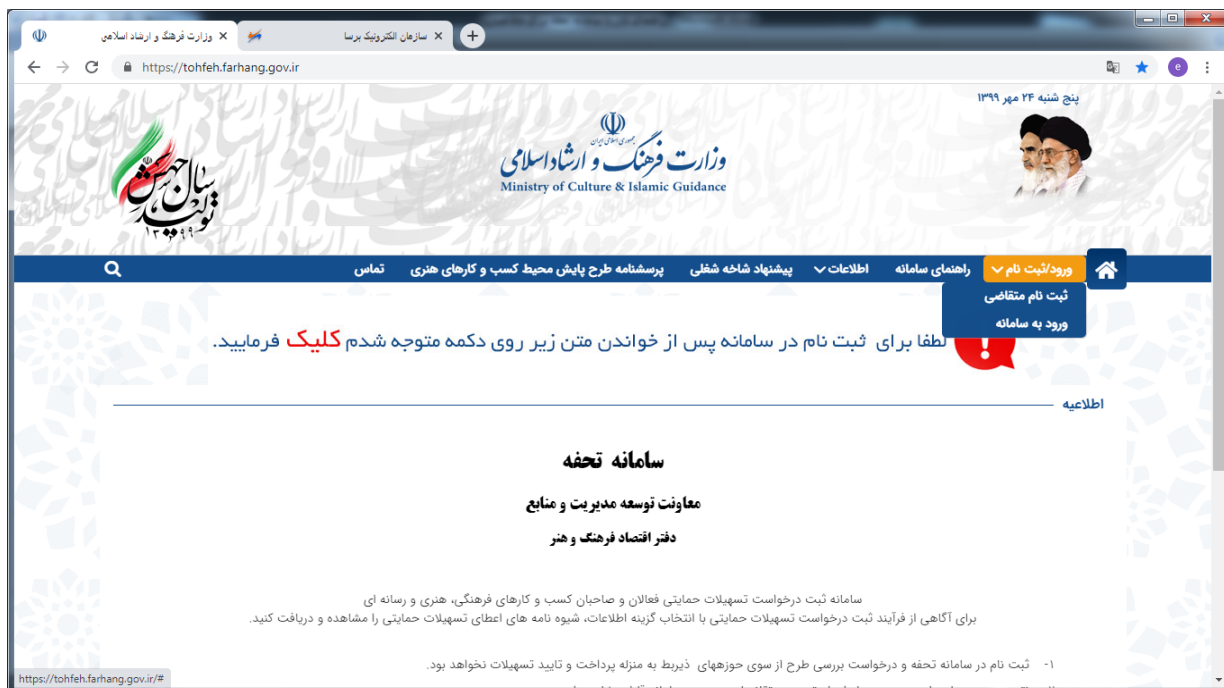 وزارت فرهنگ و ارشاد اسلامی
سازمان الکترونیک برسا
https://tohfeh.farhang.gov.ir
e
پنج شنبه ۲۴ مهر ۱۳۹۹
جمهوری اسلامی ایران
وزارت فرهنگ و ارشاد اسلامی
Ministry of Culture & Islamic Guidance
سال جهش
تولید
۱۳۹۹
ورود/ثبت نام
راهنمای سامانه
اطلاعات
پیشنهاد شاخه شغلی
پرسشنامه طرح پایش محیط کسب و کارهای هنری
تماس
ثبت نام متقاضی
ورود به سامانه
لطفا برای ثبت نام در سامانه پس از خواندن متن زیر روی دکمه متوجه شدم کلیک فرمایید.
اطلاعیه
سامانه تحفه
معاونت توسعه مدیریت و منابع
دفتر اقتصاد فرهنگ و هنر
سامانه ثبت درخواست تسهیلات حمایتی فعالان و صاحبان کسب و کارهای فرهنگی، هنری و رسانه ای
برای آگاهی از فرآیند ثبت درخواست تسهیلات حمایتی با انتخاب گزینه اطلاعات، شیوه نامه های اعطای تسهیلات حمایتی را مشاهده و دریافت کنید.
۱- ثبت نام در سامانه تحفه و درخواست بررسی طرح از سوی حوزههای ذیربط به منزله پرداخت و تایید تسهیلات نخواهد بود.
https://tohfeh.farhang.gov.ir/#